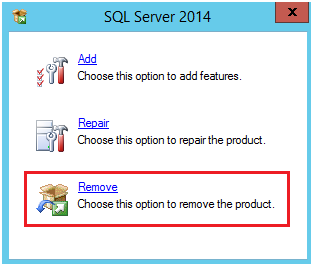 SQL Server 2014
x
Add
Choose this option to add features.
Repair
Choose this option to repair the product.
Remove
Choose this option to remove the product.